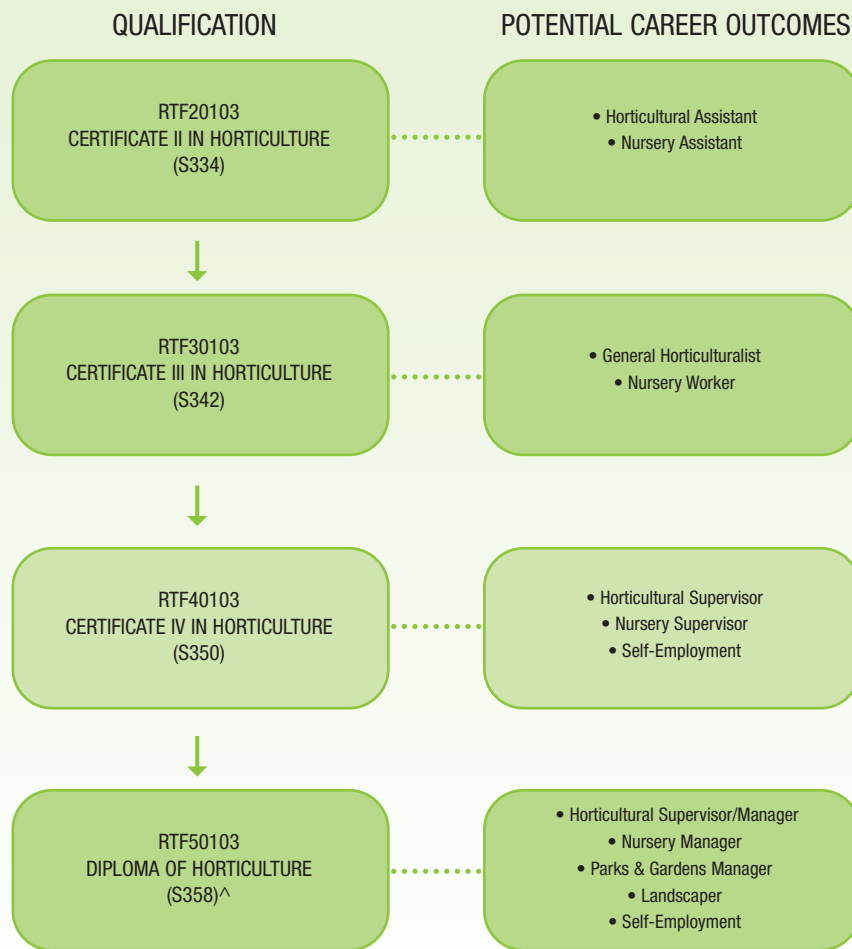 QUALIFICATION
POTENTIAL CAREER OUTCOMES
RTF20103
CERTIFICATE II IN HORTICULTURE
(S334)
• Horticultural Assistant
• Nursery Assistant
RTF30103
CERTIFICATE III IN HORTICULTURE
(S342)
• General Horticulturalist
• Nursery Worker
RTF40103
CERTIFICATE IV IN HORTICULTURE
(S350)
• Horticultural Supervisor
• Nursery Supervisor
• Self-Employment
RTF50103
DIPLOMA OF HORTICULTURE
(S358)^
• Horticultural Supervisor/Manager
• Nursery Manager
• Parks & Gardens Manager
• Landscaper
• Self-Employment